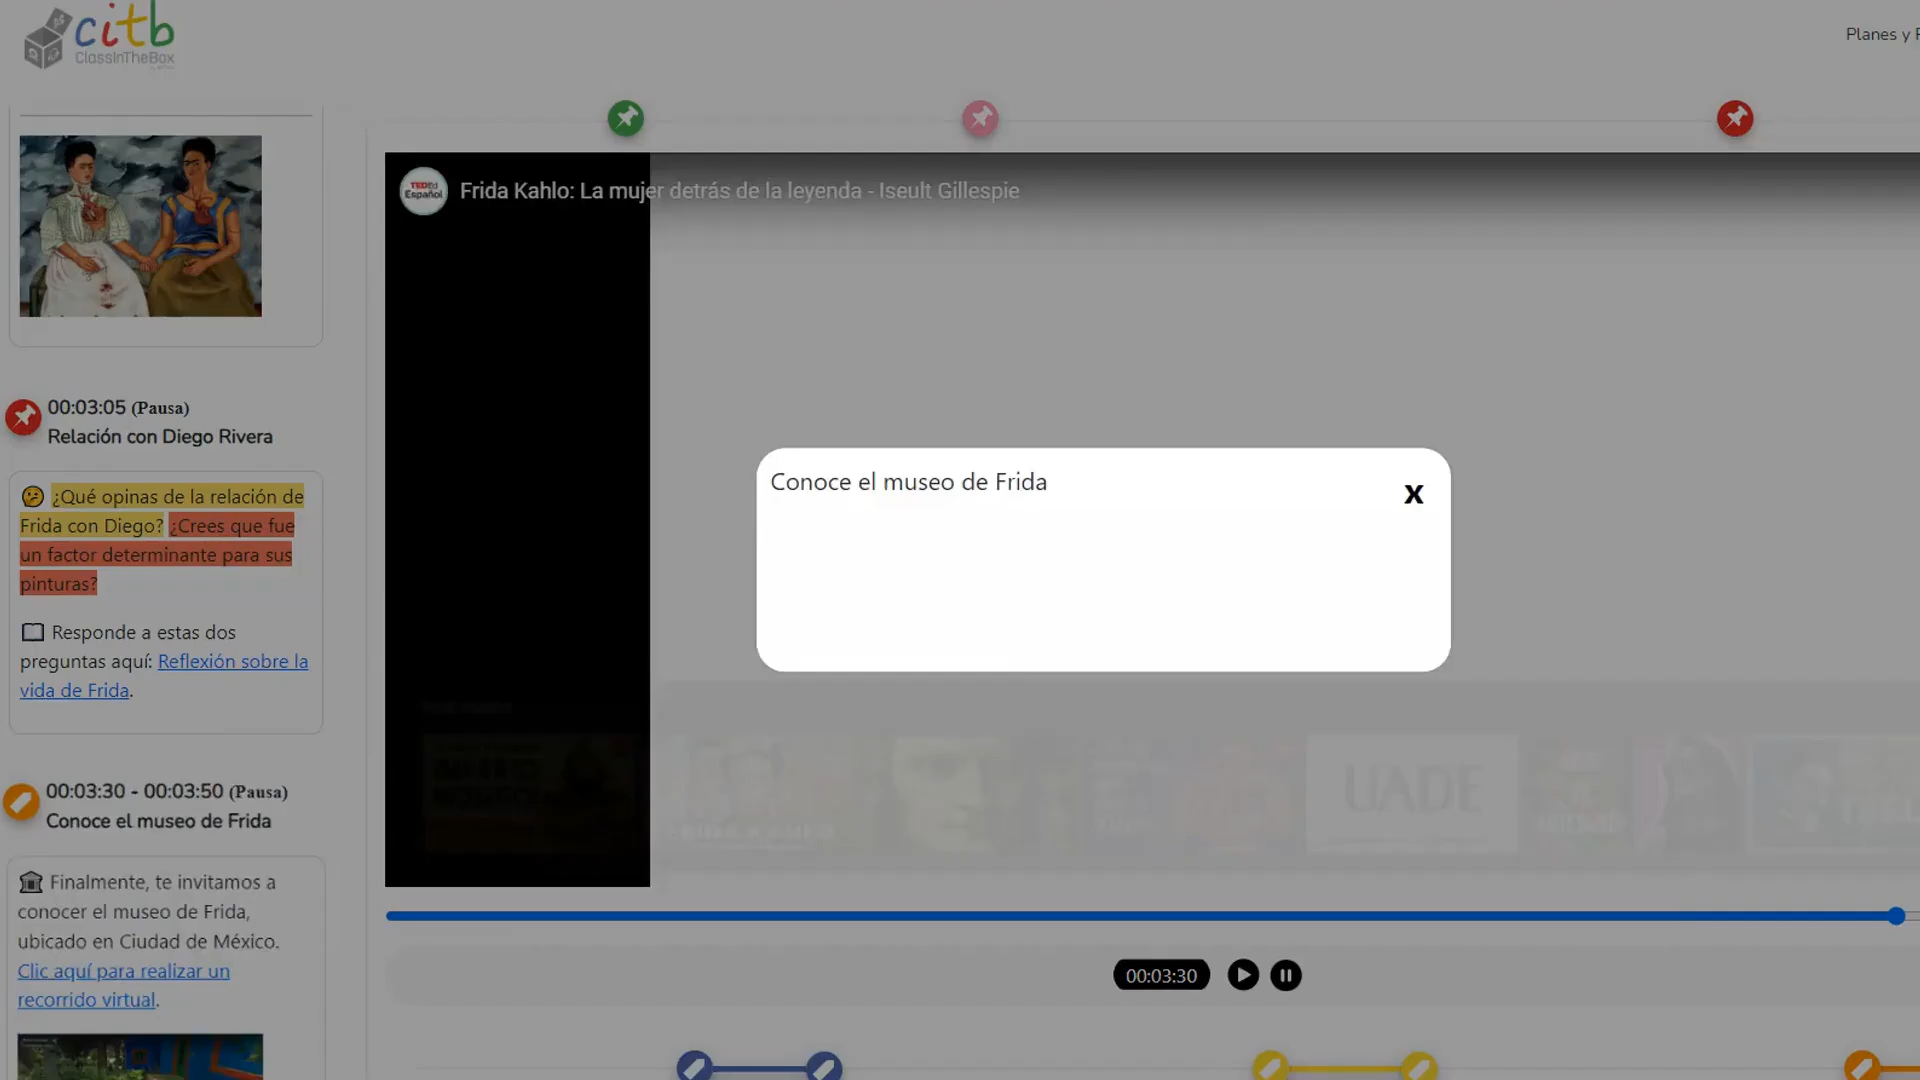 citb
ClassInTheBox
Planes y
TEDEd
Español
Frida Kahlo: La mujer detrás de la leyenda - Iseult Gillespie
00:03:05 (Pausa)
Relación con Diego Rivera
¿Qué opinas de la relación de
Frida con Diego? ¿Crees que fue
un factor determinante para sus
pinturas?
Responde a estas dos
preguntas aquí: Reflexión sobre la
vida de Frida.
00:03:30 - 00:03:50 (Pausa)
Conoce el museo de Frida
Finalmente, te invitamos a
conocer el museo de Frida,
ubicado en Ciudad de México.
Clic aquí para realizar un
recorrido virtual.
Conoce el museo de Frida
X
UADE
00:03:30